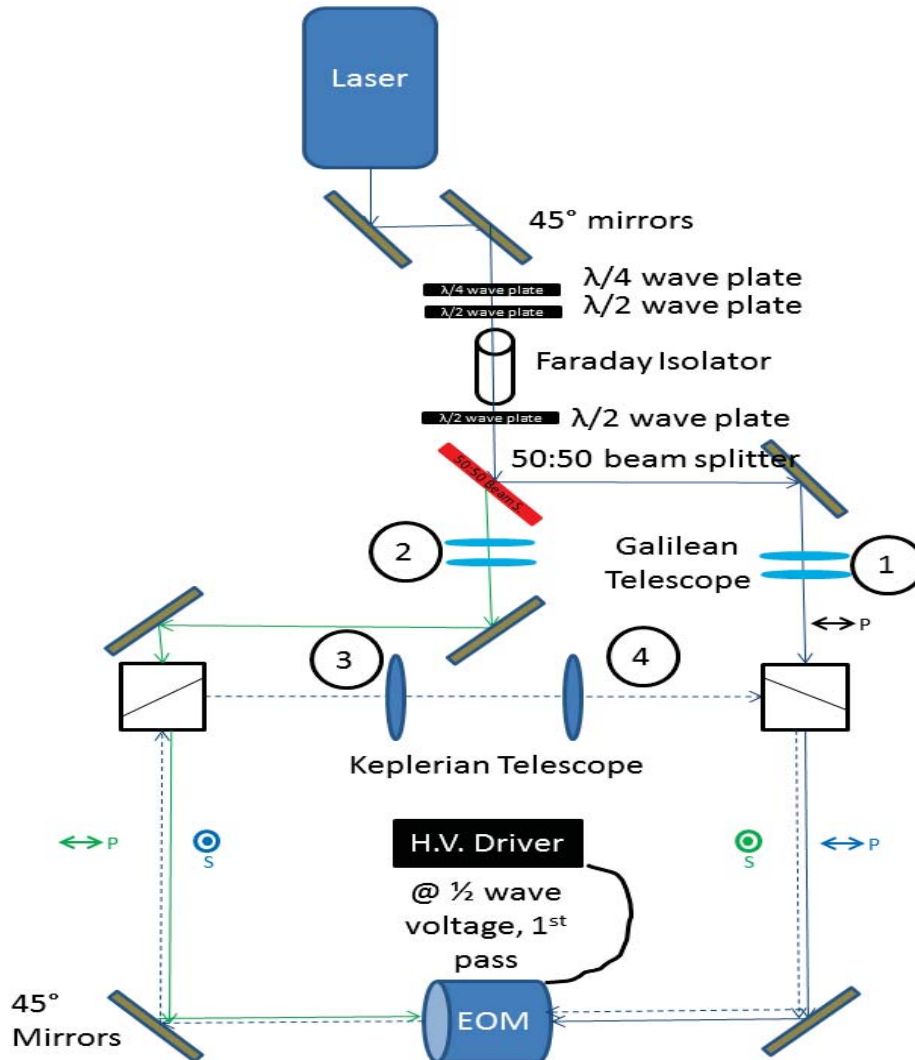 Laser
45° mirrors
λ/4 wave plate
λ/4 wave plate
λ/2 wave plate
λ/2 wave plate
Faraday Isolator
λ/2 wave plate
λ/2 wave plate
50:50 beam splitter
50:50 Beam S.
2
Galilean
Telescope
1
P
3
4
Keplerian Telescope
P
S
H.V. Driver
S
P
@ ½ wave
voltage, 1st
pass
45°
Mirrors
EOM